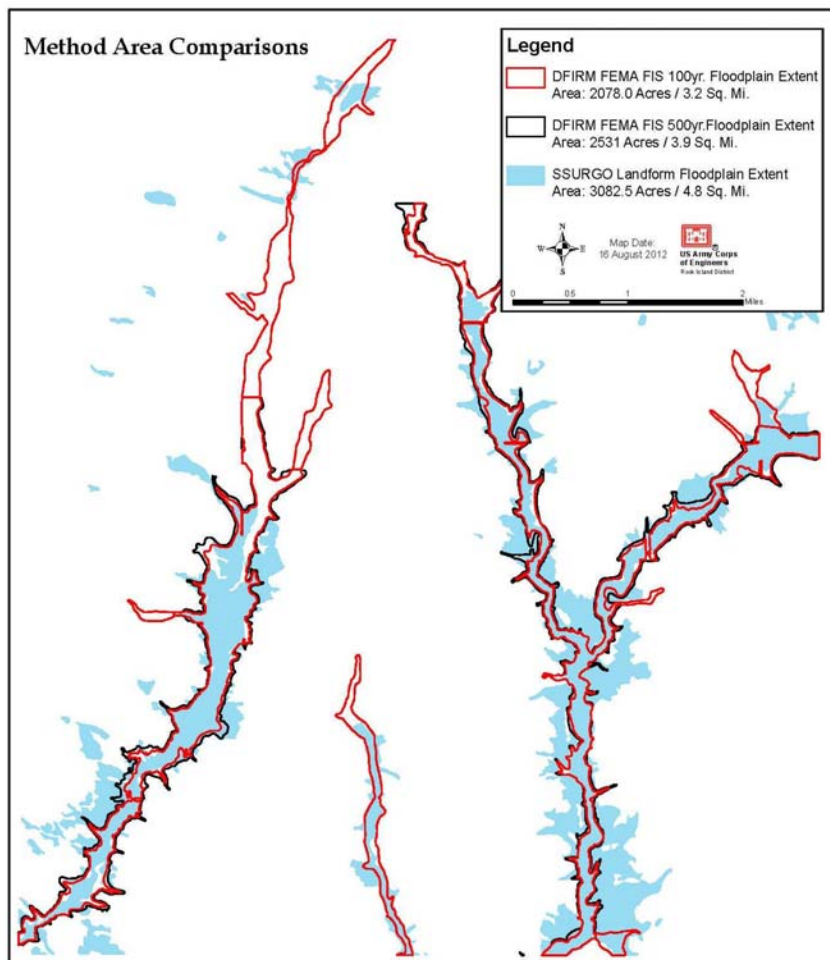 Method Area Comparisons
Legend
DFIRM FEMA FIS 100yr. Floodplain Extent
Area: 2078.0 Acres / 3.2 Sq. Mi.
DFIRM FEMA FIS 500yr.Floodplain Extent
Area: 2531 Acres / 3.9 Sq. Mi.
SSURGO Landform Floodplain Extent
Area: 3082.5 Acres / 4.8 Sq. Mi.
N
W E
S
Map Date:
16 August 2012
US Army Corps
of Engineers
Rock Island District
0 0.5 1 2
Miles